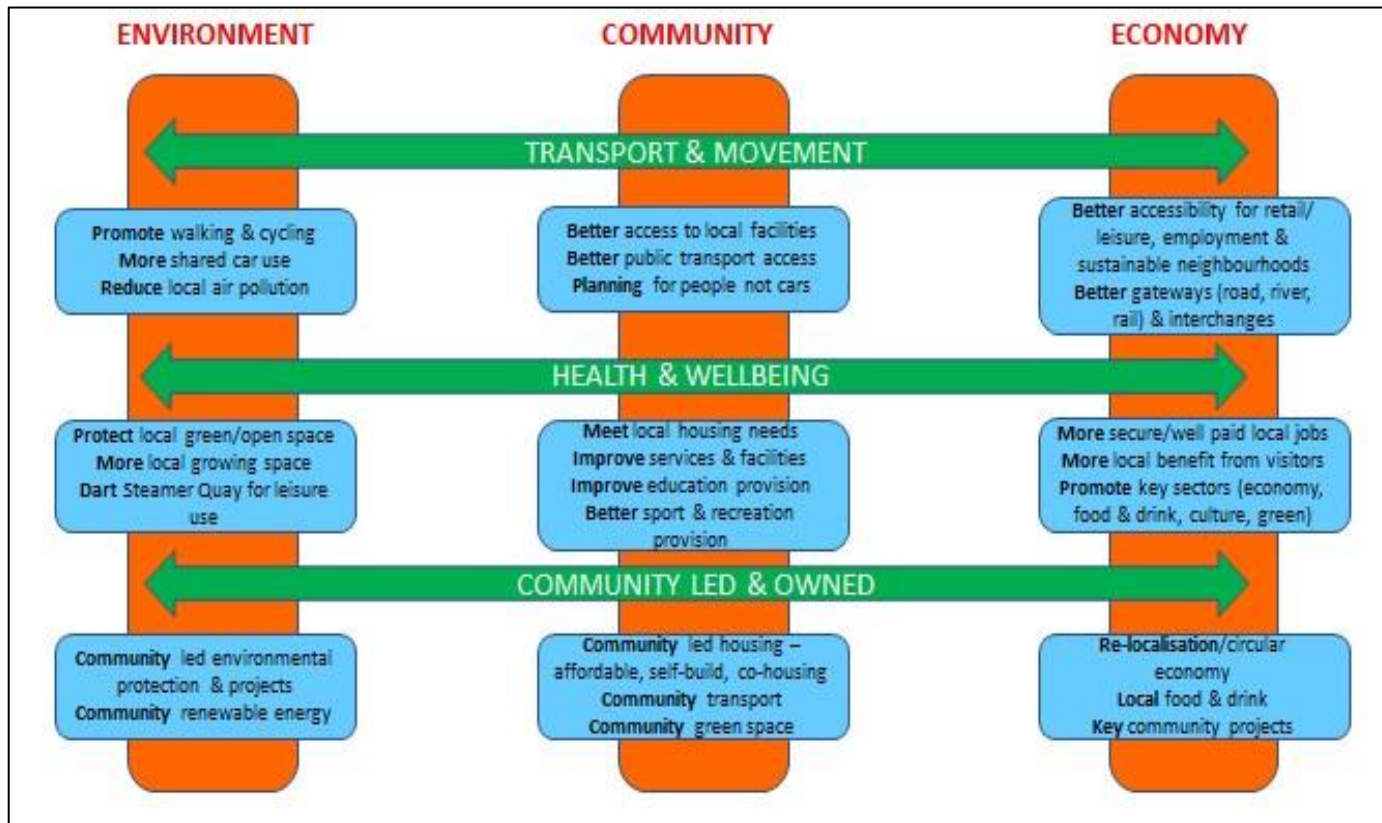 ENVIRONMENT
COMMUNITY
ECONOMY
TRANSPORT & MOVEMENT
Promote walking & cycling
More shared car use
Reduce local air pollution
Better access to local facilities
Better public transport access
Planning for people not cars
Better accessibility for retail/
leisure, employment &
sustainable neighbourhoods
Better gateways (road, river,
rail) & interchanges
HEALTH & WELLBEING
Protect local green/open space
More local growing space
Dart Steamer Quay for leisure
use
Meet local housing needs
Improve services & facilities
Improve education provision
Better sport & recreation
provision
More secure/well paid local jobs
More local benefit from visitors
Promote key sectors (economy,
food & drink, culture, green)
COMMUNITY LED & OWNED
Community led environmental
protection & projects
Community renewable energy
Community led housing –
affordable, self-build, co-housing
Community transport
Community green space
Re-localisation/circular
economy
Local food & drink
Key community projects